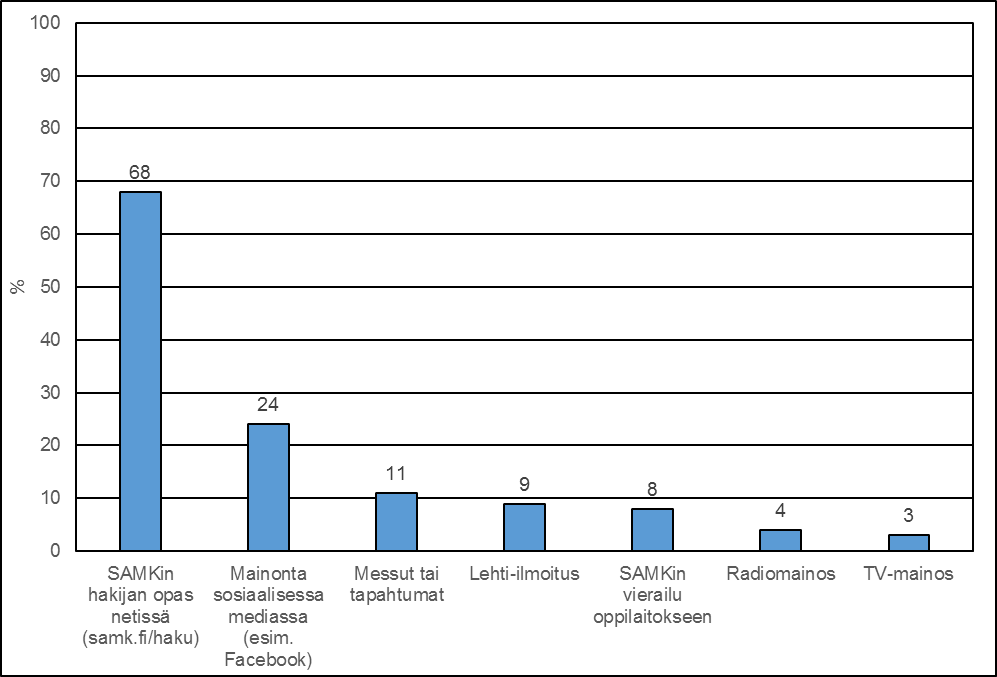 100
90
80
70
60
50
40
30
20
10
0
%
68
24
11
9
8
4
3
SAMKin
hakijan opas
netissä
(samk.fi/haku)
Mainonta
sosiaalisessa
mediassa
(esim.
Facebook)
Messut tai
tapahtumat
Lehti-ilmoitus
SAMKin
vierailu
oppilaitokseen
Radiomainos
TV-mainos